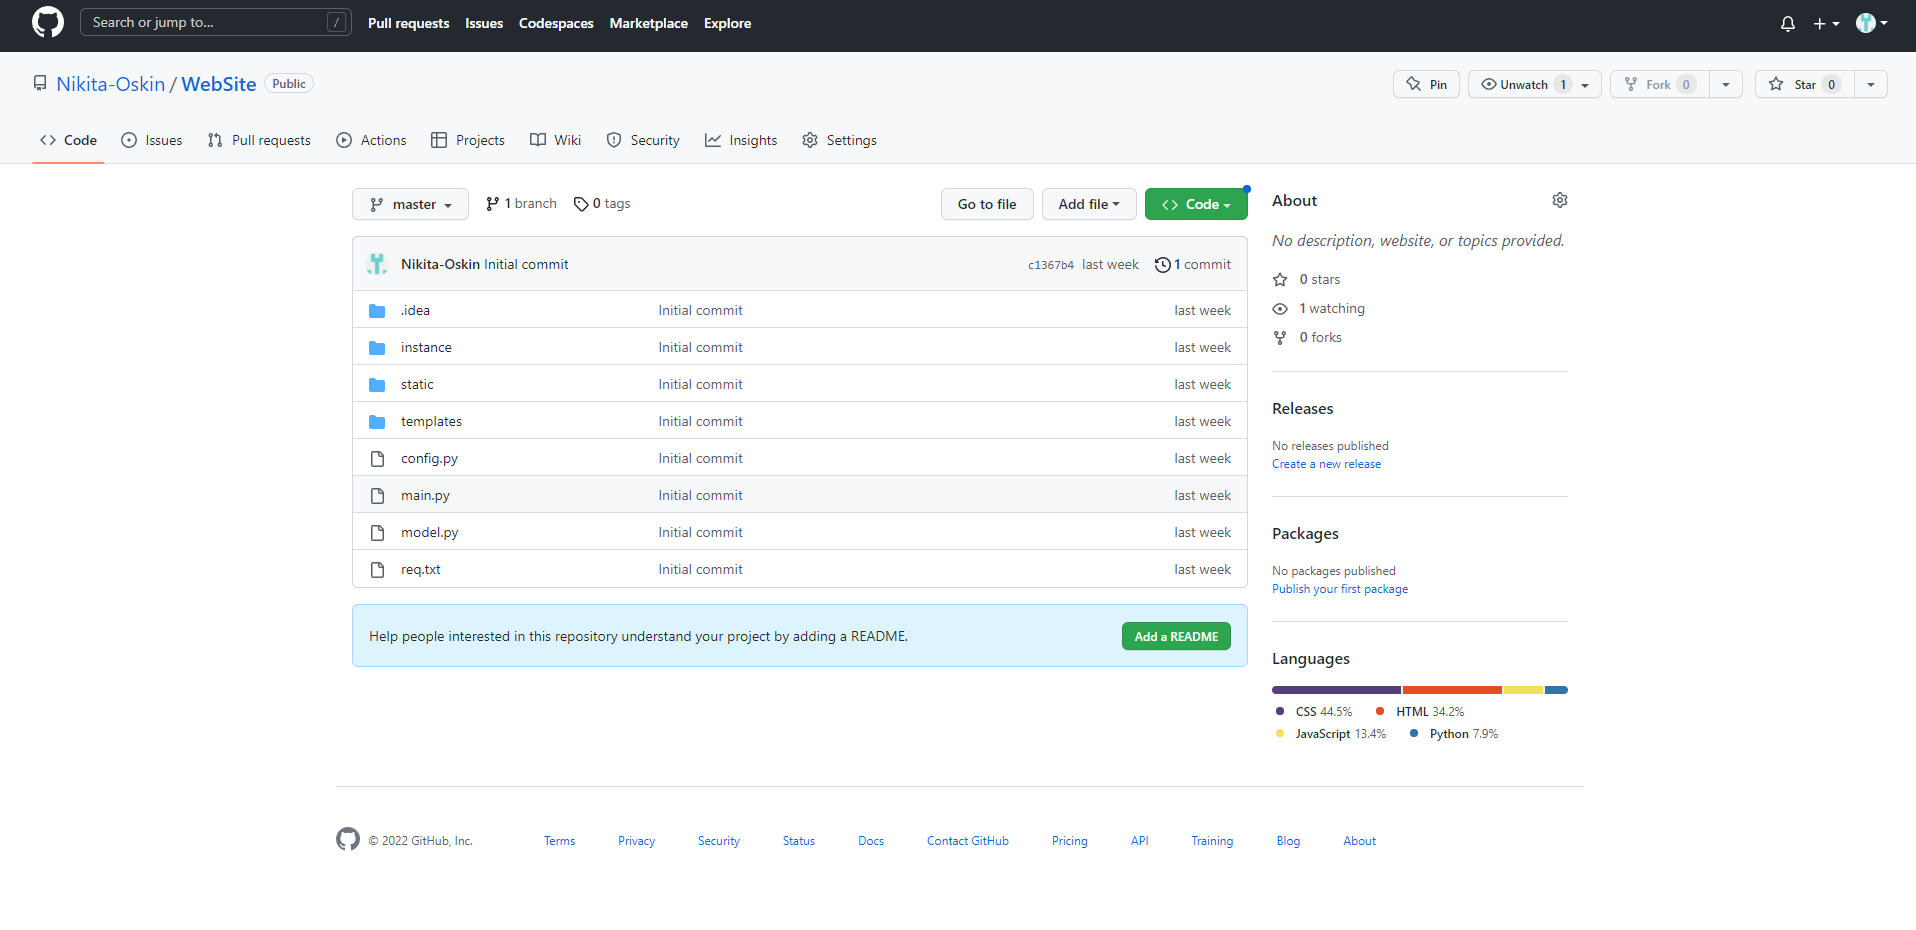 Search or jump to... /
Pull requests Issues Codespaces Marketplace Explore
Nikita-Oskin / WebSite Public
Pin Unwatch 1 Fork 0 Star 0
Code Issues Pull requests Actions Projects Wiki Security Insights Settings
master 1 branch 0 tags Go to file Add file Code
Nikita-Oskin Initial commit c1367b4 last week 1 commit
.idea Initial commit last week
instance Initial commit last week
static Initial commit last week
templates Initial commit last week
config.py Initial commit last week
main.py Initial commit last week
model.py Initial commit last week
req.txt Initial commit last week
Help people interested in this repository understand your project by adding a README. Add a README
About
No description, website, or topics provided.
0 stars
1 watching
0 forks
Releases
No releases published
Create a new release
Packages
No packages published
Publish your first package
Languages
CSS 44.5% HTML 34.2%
JavaScript 13.4% Python 7.9%
© 2022 GitHub, Inc. Terms Privacy Security Status Docs Contact GitHub Pricing API Training Blog About